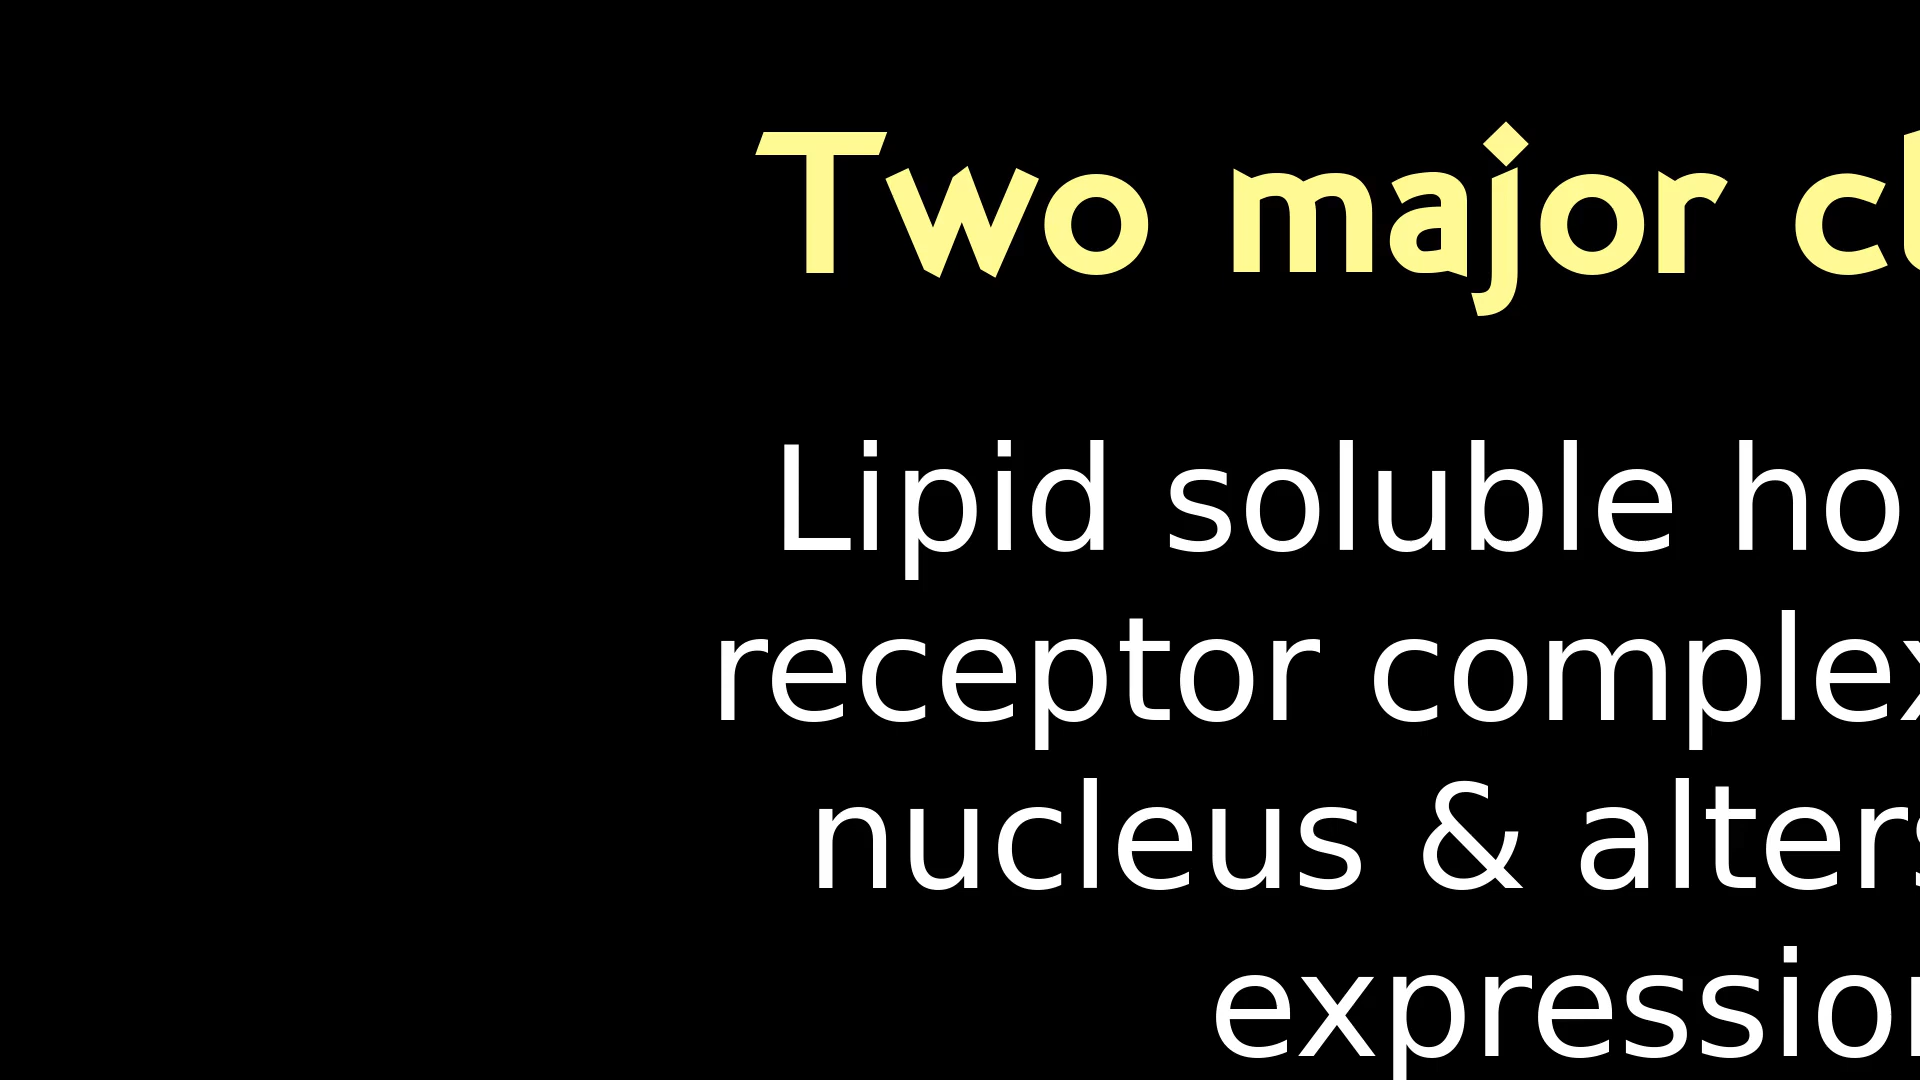 Two major cl
Lipid soluble ho
receptor complex
nucleus & alters
expression